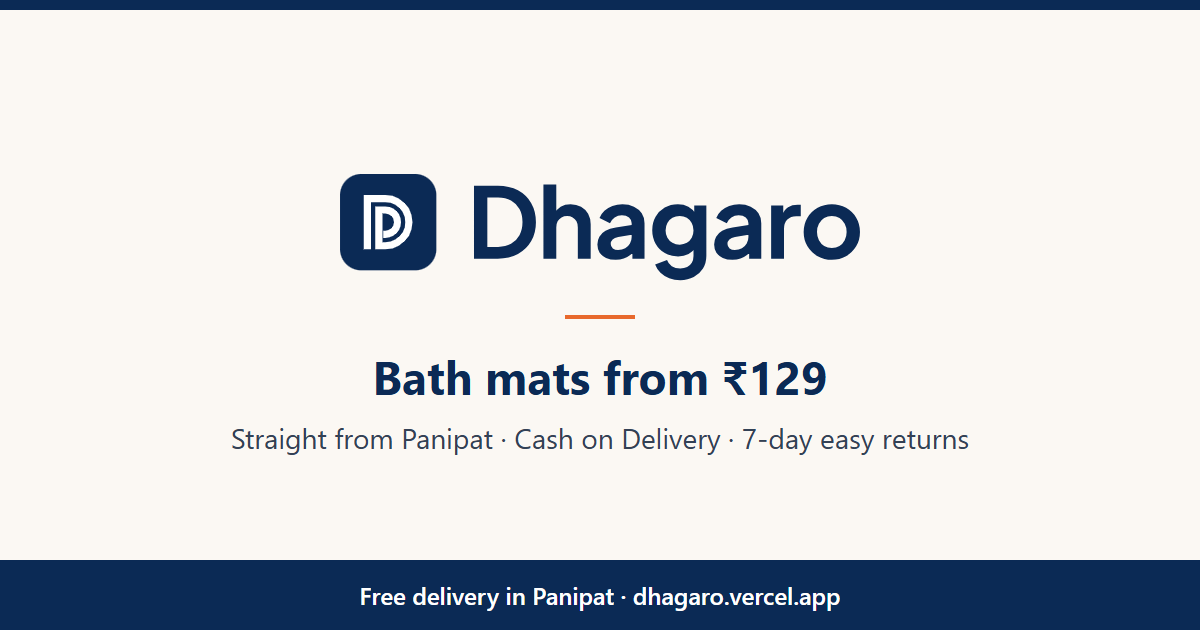 Dhagaro
Bath mats from ₹129
Straight from Panipat · Cash on Delivery · 7-day easy returns
Free delivery in Panipat · dhagaro.vercel.app